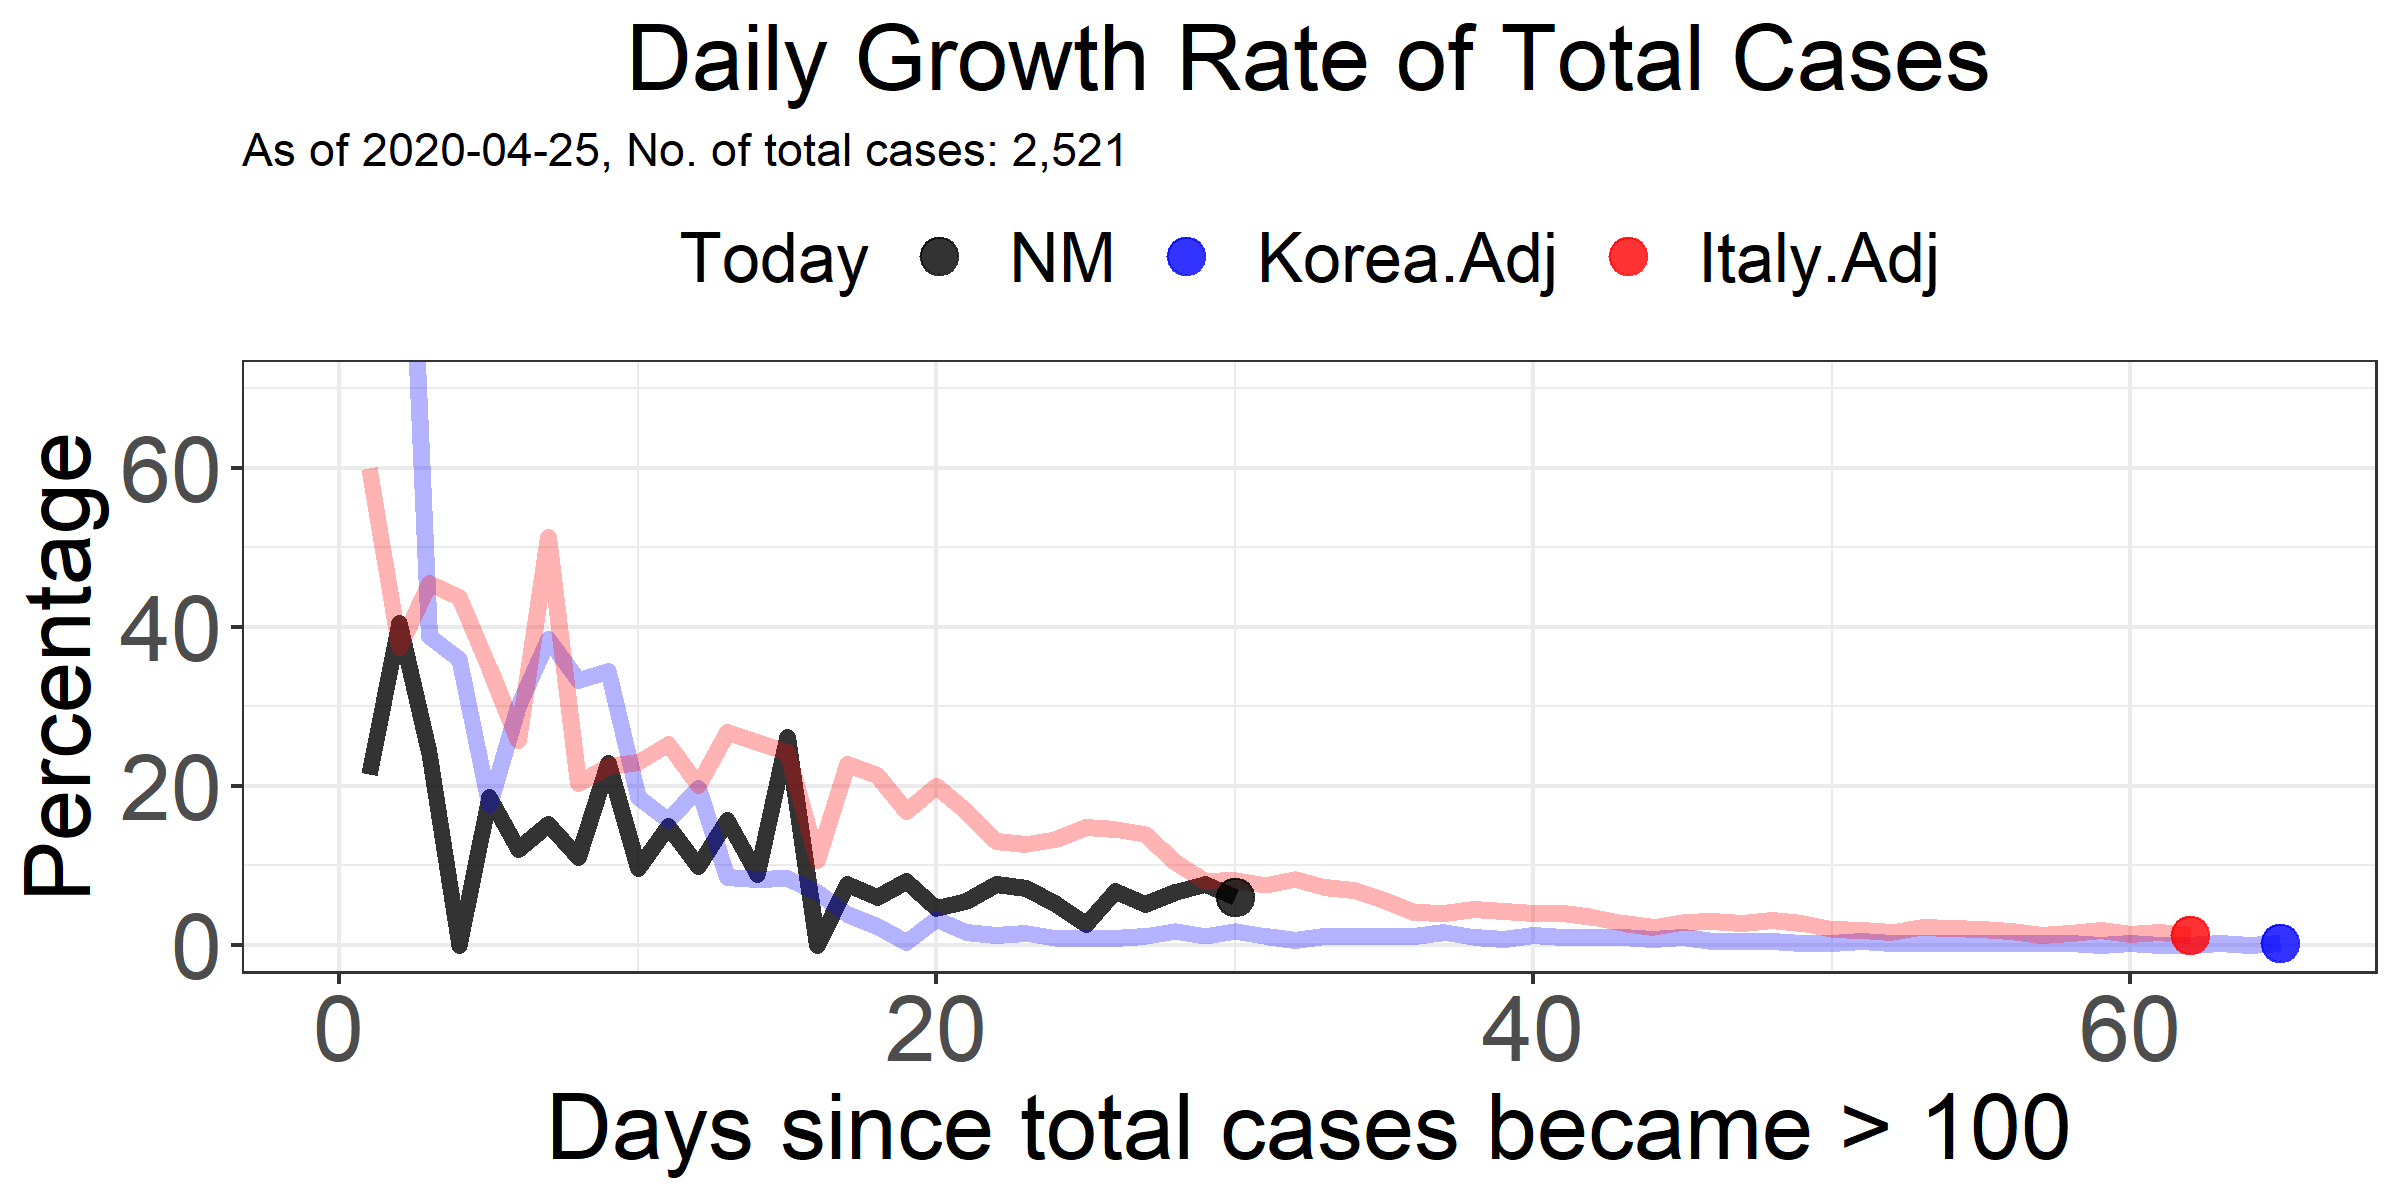 Daily Growth Rate of Total Cases
As of 2020-04-25, No. of total cases: 2,521
Today NM Korea.Adj Italy.Adj
Percentage
60
40
20
0
0 20 40 60
Days since total cases became > 100